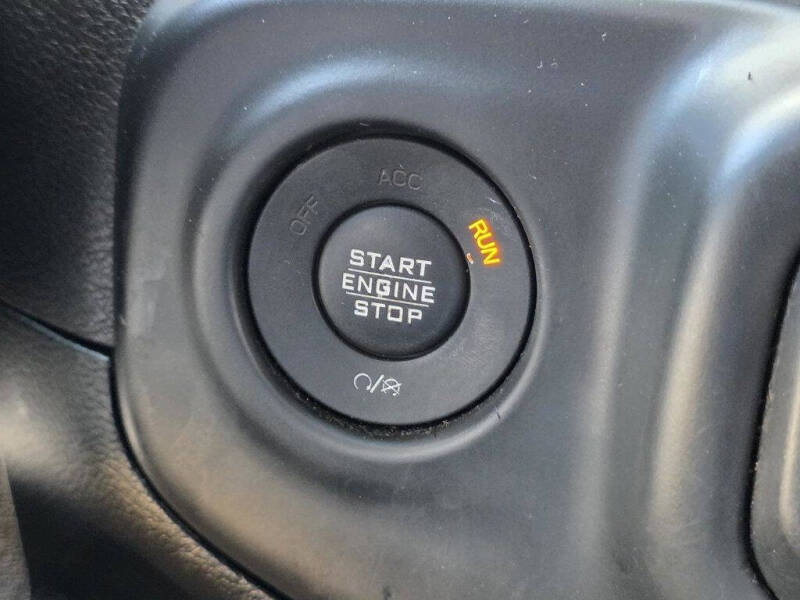 OFF
ACC
RUN
START
ENGINE
STOP